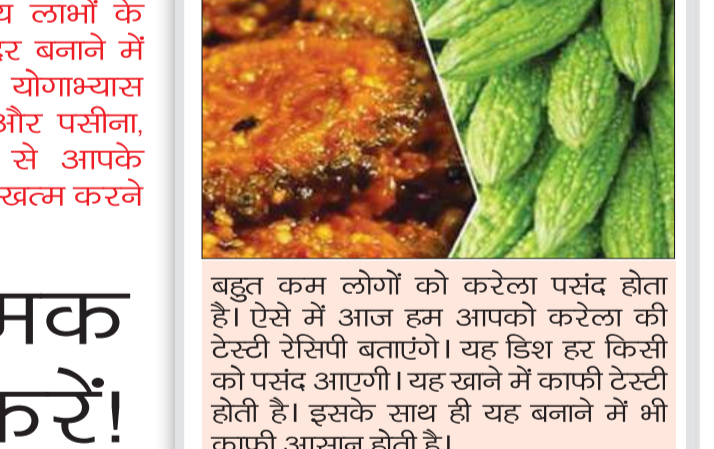 लाभों के
बनाने में
योगाभ्यास
और पसीना,
से आपके
खत्म करने
करें!
बहुत कम लोगों को करेला पसंद होता
है। ऐसे में आज हम आपको करेला की
टेस्टी रेसिपी बताएंगे। यह डिश हर किसी
को पसंद आएगी। यह खाने में काफी टेस्टी
होती है। इसके साथ ही यह बनाने में भी
काफी आसान होती है।